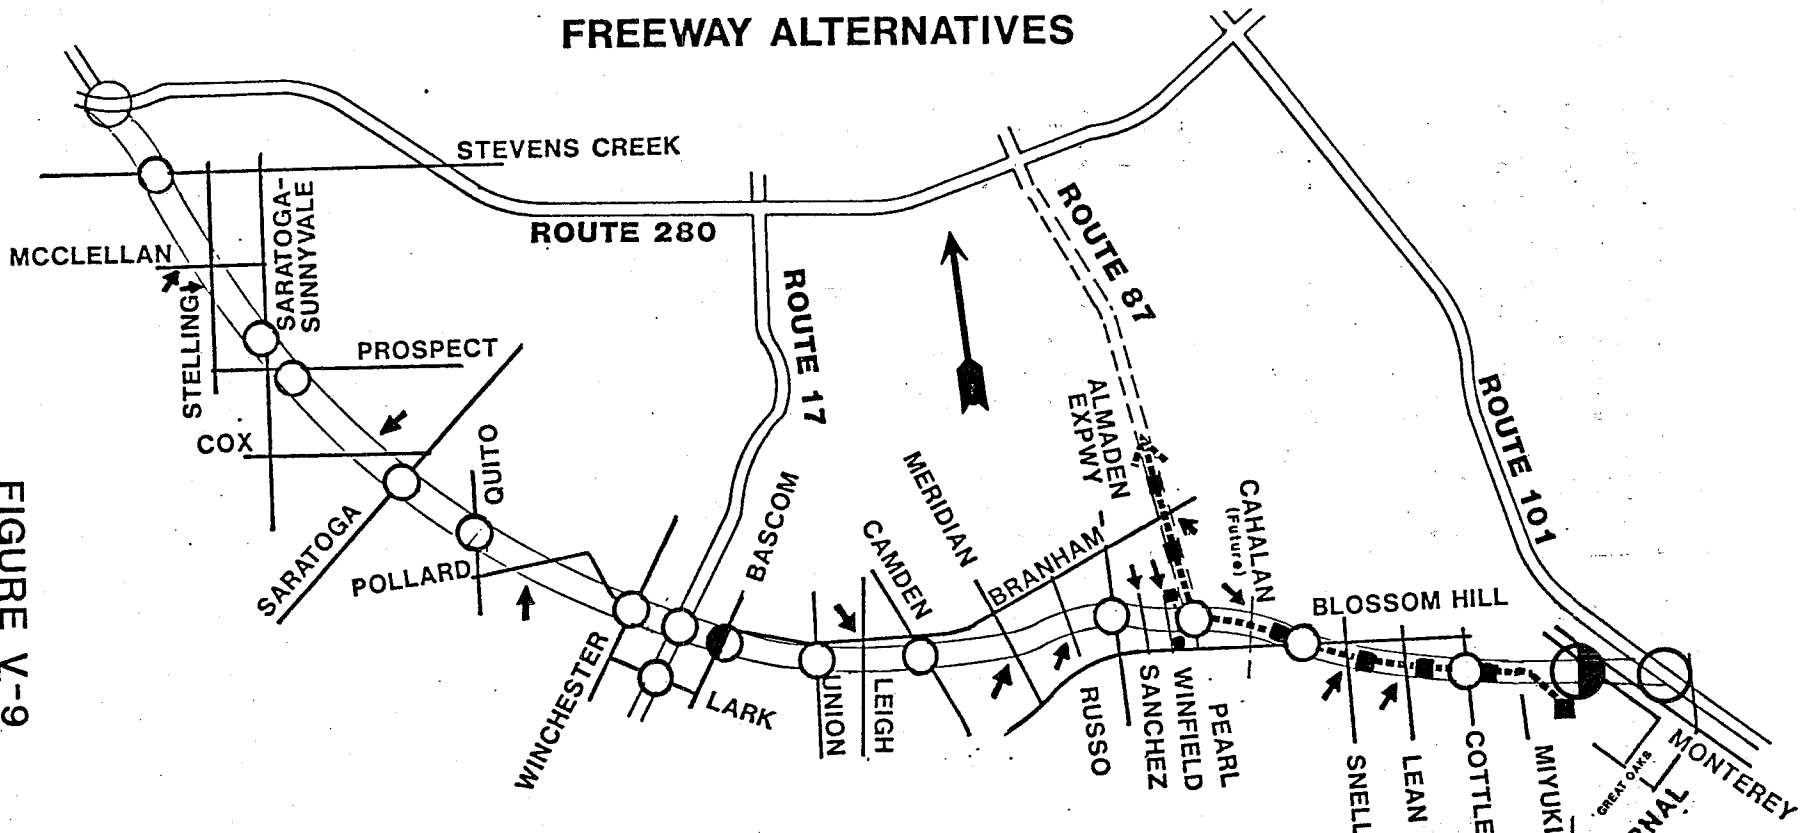 FREEWAY ALTERNATIVES
STEVENS CREEK
ROUTE 280
MCCLELLAN
STELLING
SARATOGA-
SUNNYVALE
PROSPECT
COX
SARATOGA
QUITO
POLLARD
ROUTE 17
ROUTE 87
ROUTE 101
WINCHESTER
BASCOM
LARK
UNION
LEIGH
CAMDEN
MERIDIAN
BRANHAM
ALMADEN
EXPWY
RUSSO
SANCHEZ
WINFIELD
PEARL
CAHALAN
(Future)
BLOSSOM HILL
SNELL
LEAN
COTTLE
MIYUKI
GREAT OAKS
MONTEREY
FIGURE V-9